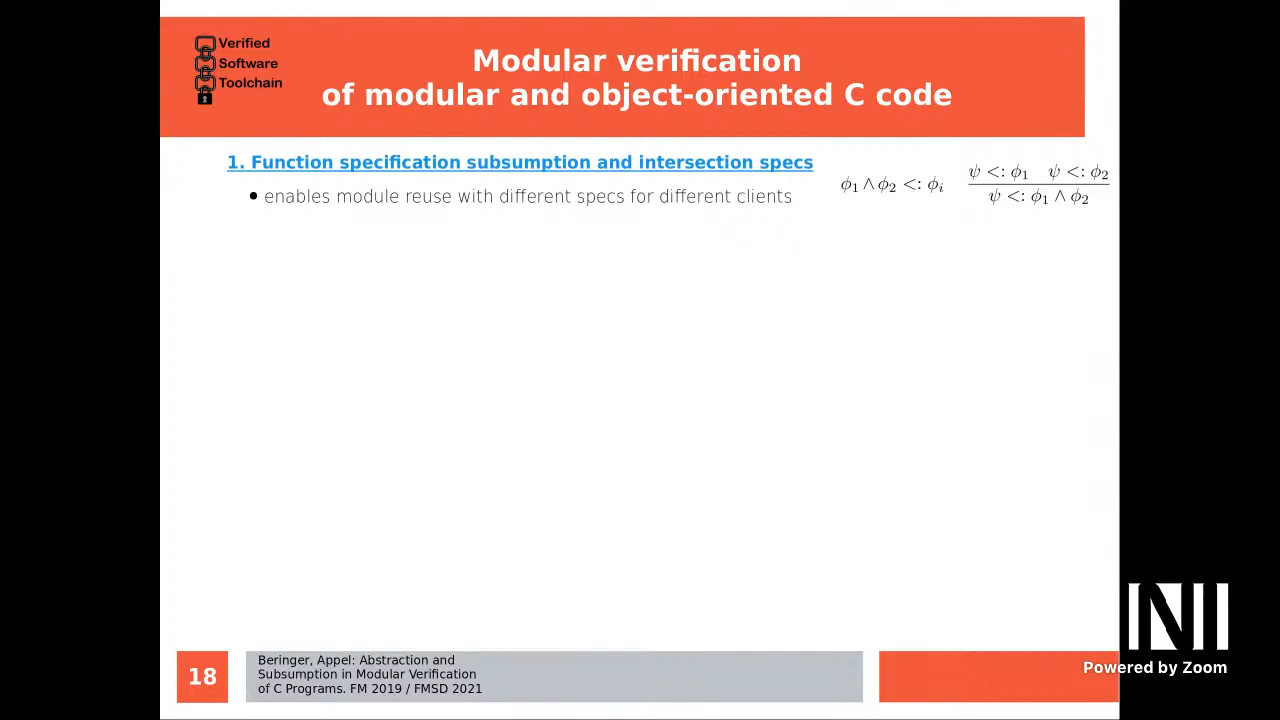 Verified
Software
Toolchain
Modular verification
of modular and object-oriented C code
1. Function specification subsumption and intersection specs
• enables module reuse with different specs for different clients
ϕ₁ ∧ ϕ₂ <: ϕᵢ
ψ <: ϕ₁ ψ <: ϕ₂
ψ <: ϕ₁ ∧ ϕ₂
18
Beringer, Appel: Abstraction and
Subsumption in Modular Verification
of C Programs. FM 2019 / FMSD 2021
NII
Powered by Zoom